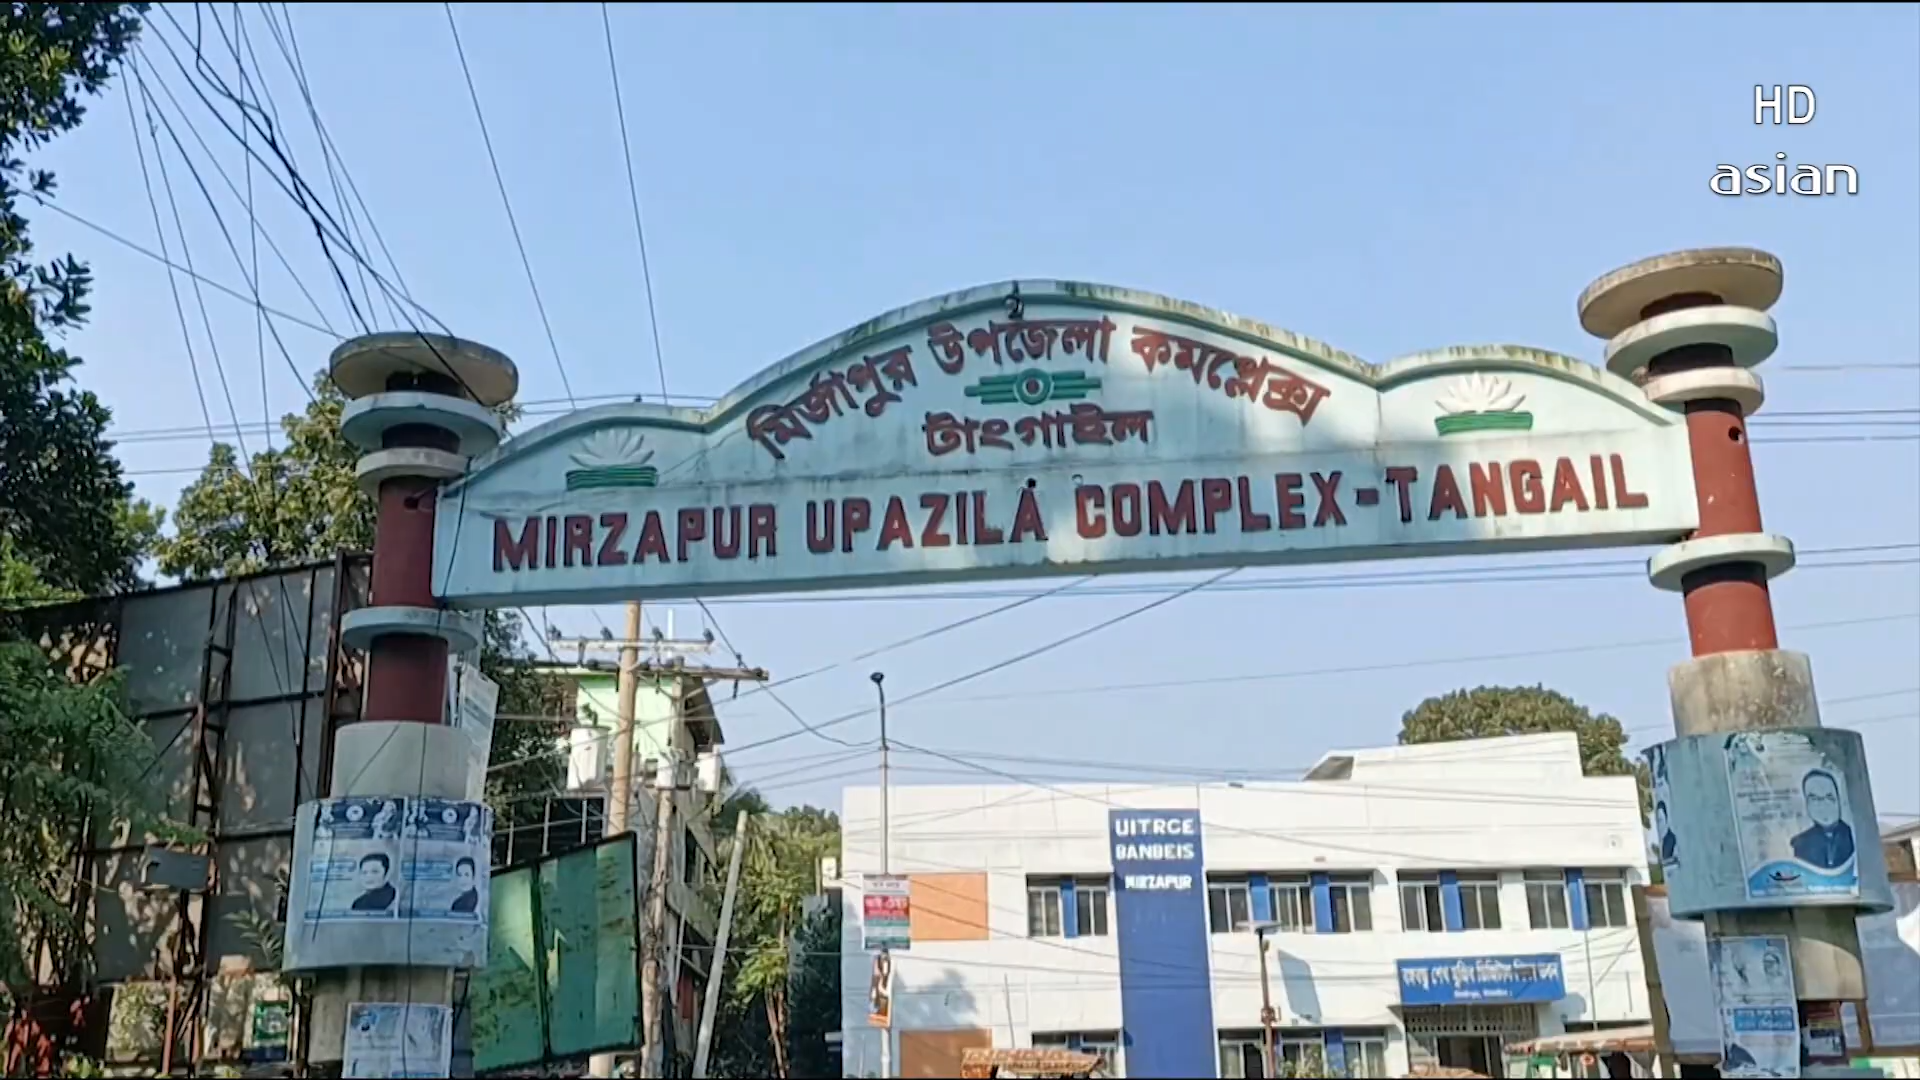 HD
asian
মির্জাপুর উপজেলা কমপ্লেক্স
টাংগাইল
MIRZAPUR UPAZILA COMPLEX-TANGAIL
UITRCE
BANBEIS
MIRZAPUR